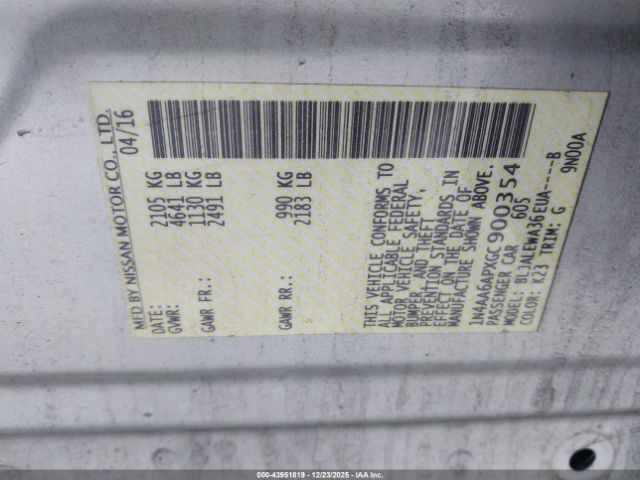 MFD BY NISSAN MOTOR CO., LTD.
DATE: 04/16
GVWR: 2105 KG
4641 LB
GAWR FR: 1130 KG
2491 LB
GAWR RR: 990 KG
2183 LB
THIS VEHICLE CONFORMS TO
ALL APPLICABLE FEDERAL
MOTOR VEHICLE SAFETY,
BUMPER, AND THEFT
PREVENTION STANDARDS IN
EFFECT ON THE DATE OF
MANUFACTURE SHOWN ABOVE.
1N4AA6APXGC900354
PASSENGER CAR 605
MODEL: BLJALEWA36EUA----B
COLOR: K23 TRIM: G 9N00A
000-43951819 - 12/23/2025 - IAAI.COM